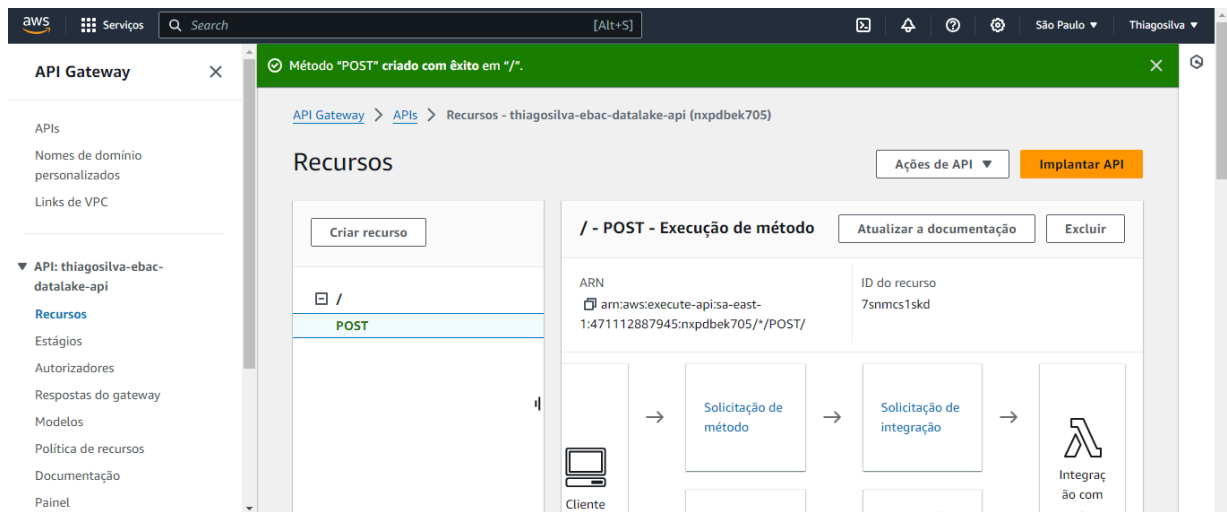 aws
Serviços
Search
[Alt+S]
São Paulo
Thiagosilva
API Gateway
APIs
Nomes de domínio
personalizados
Links de VPC
API: thiagosilva-ebac-
datalake-api
Recursos
Estágios
Autorizadores
Respostas do gateway
Modelos
Política de recursos
Documentação
Painel
Método "POST" criado com êxito em "/".
API Gateway > APIs > Recursos - thiagosilva-ebac-datalake-api (nxpdbek705)
Recursos
Ações de API
Implantar API
Criar recurso
/
POST
/ - POST - Execução de método
Atualizar a documentação
Excluir
ARN
arn:aws:execute-api:sa-east-
1:471112887945:nxpdbek705/*/POST/
ID do recurso
7snmcs1skd
Cliente
Solicitação de
método
Solicitação de
integração
Integraç
ão com